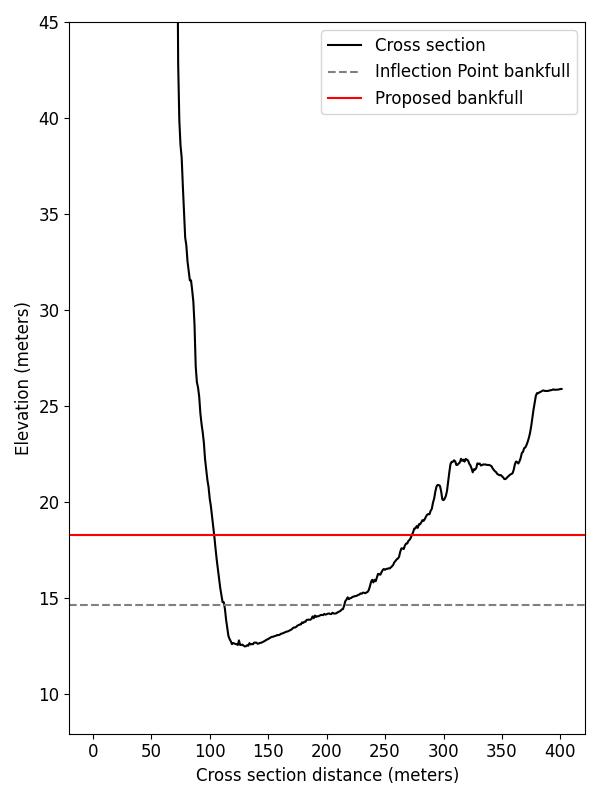 45
40
35
30
25
20
15
10
Elevation (meters)
Cross section
Inflection Point bankfull
Proposed bankfull
0 50 100 150 200 250 300 350 400
Cross section distance (meters)